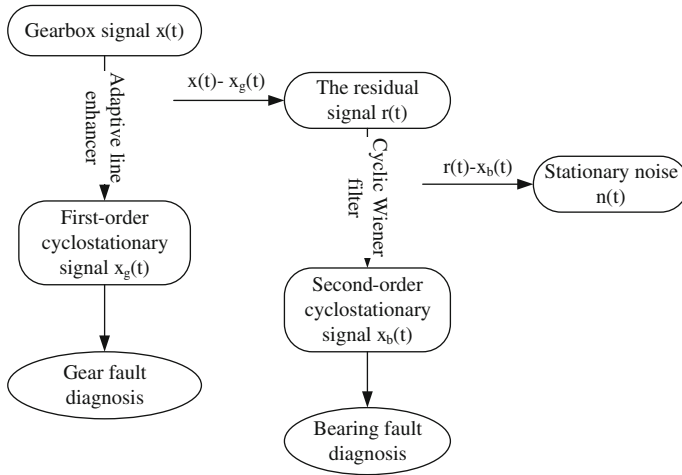 Gearbox signal x(t)
Adaptive line
enhancer
x(t)- x_g(t)
The residual
signal r(t)
Cyclic Wiener
filter
r(t)-x_b(t)
Stationary noise
n(t)
First-order
cyclostationary
signal x_g(t)
Second-order
cyclostationary
signal x_b(t)
Gear fault
diagnosis
Bearing fault
diagnosis